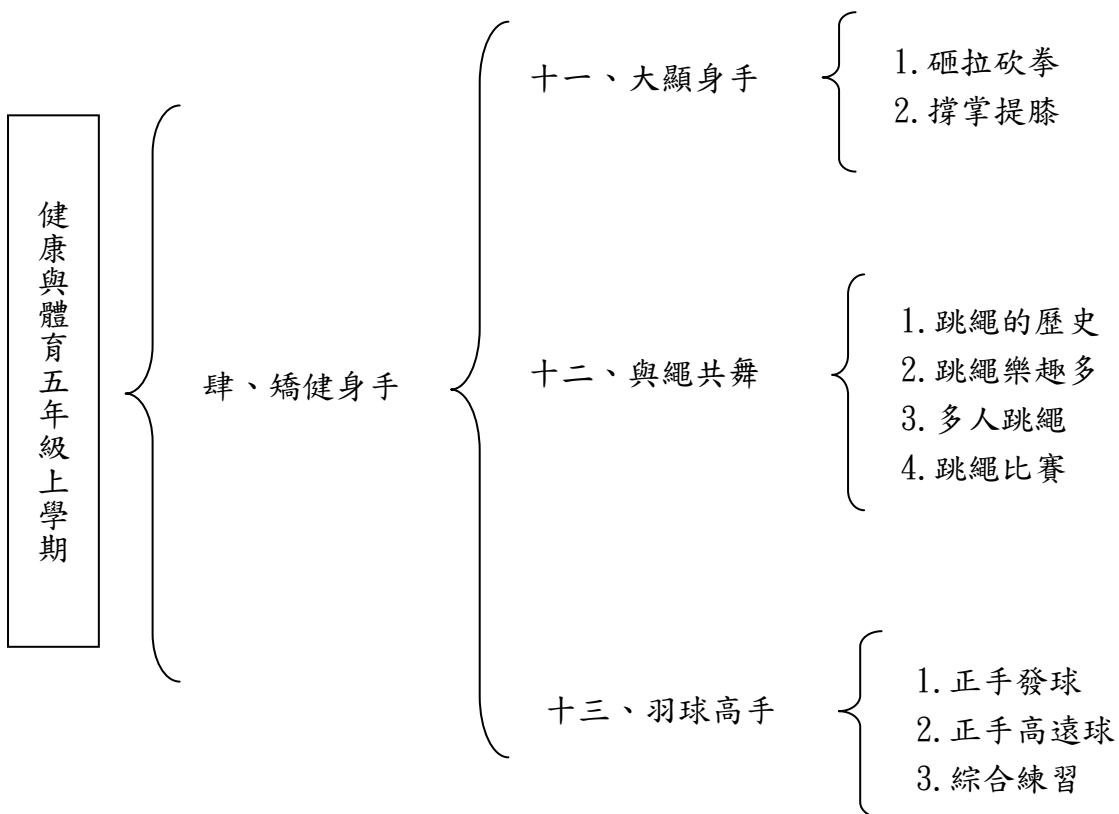 健康與體育五年級上學期
肆、矯健身手
十一、大顯身手
1.砸拉砍拳
2.撐掌提膝
十二、與繩共舞
1.跳繩的歷史
2.跳繩樂趣多
3.多人跳繩
4.跳繩比賽
十三、羽球高手
1.正手發球
2.正手高遠球
3.綜合練習